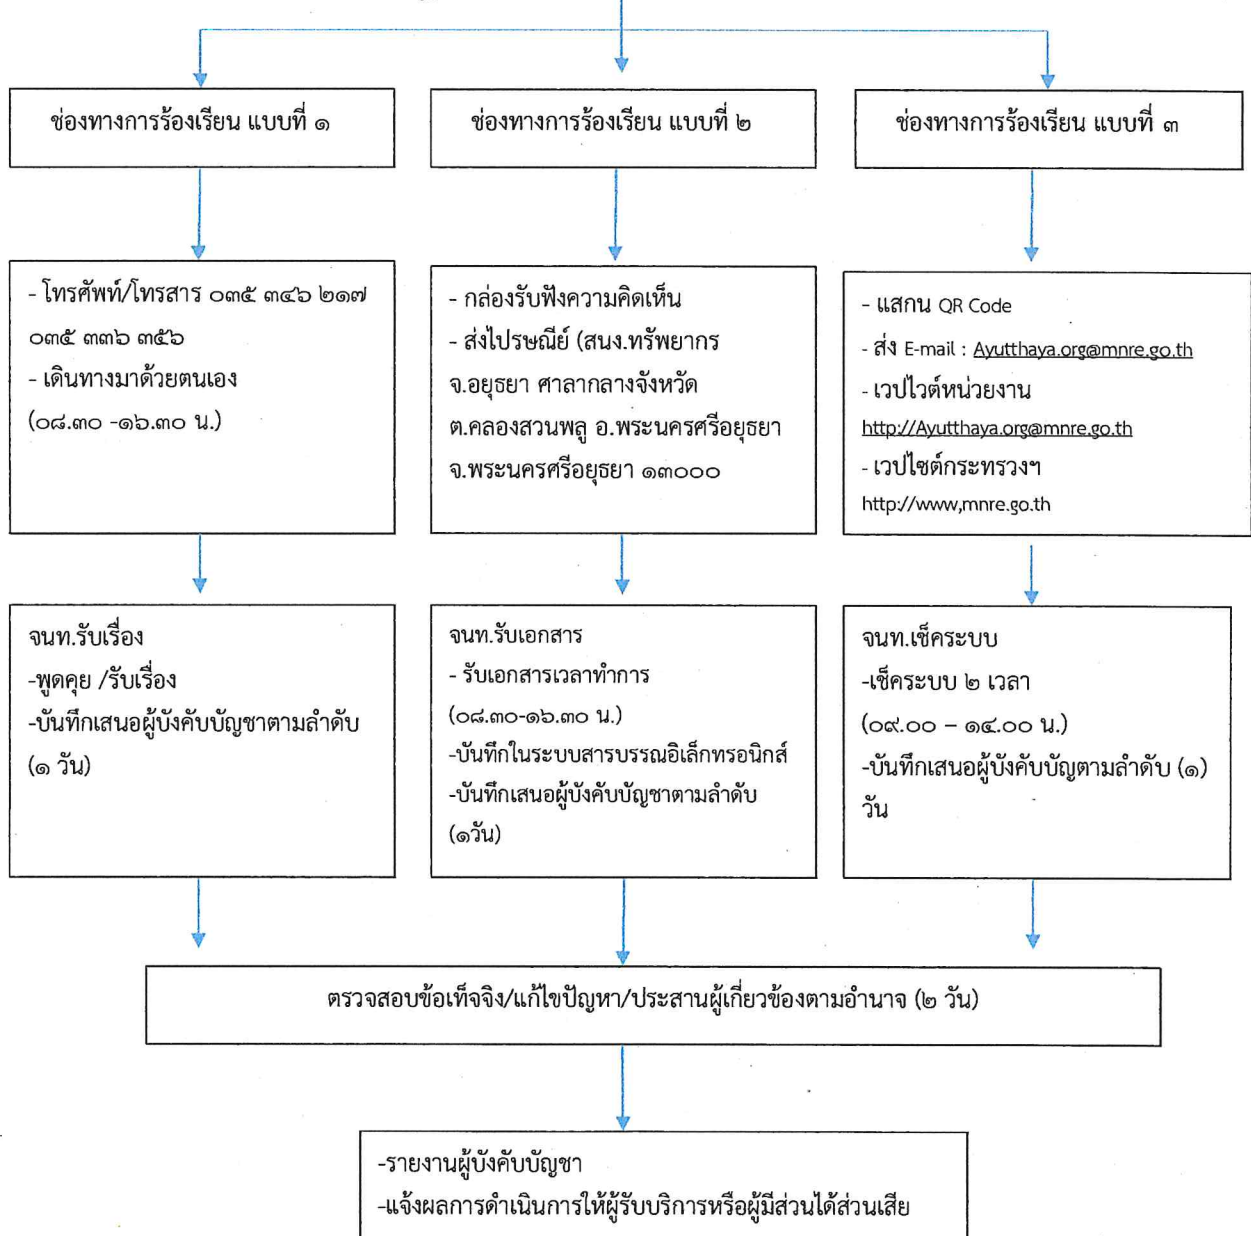 ช่องทางการร้องเรียน แบบที่ ๑
ช่องทางการร้องเรียน แบบที่ ๒
ช่องทางการร้องเรียน แบบที่ ๓
- โทรศัพท์/โทรสาร ๐๓๕ ๓๔๖ ๒๑๗
๐๓๕ ๓๓๖ ๓๕๖
- เดินทางมาด้วยตนเอง
(๐๘.๓๐ -๑๖.๓๐ น.)
- กล่องรับฟังความคิดเห็น
- ส่งไปรษณีย์ (สนง.ทรัพยากร
จ.อยุธยา ศาลากลางจังหวัด
ต.คลองสวนพลู อ.พระนครศรีอยุธยา
จ.พระนครศรีอยุธยา ๑๓๐๐๐
- แสกน QR Code
- ส่ง E-mail : Ayutthaya.org@mnre.go.th
- เวปไวต์หน่วยงาน
http://Ayutthaya.org@mnre.go.th
- เวปไซต์กระทรวงฯ
http://www,mnre.go.th
จนท.รับเรื่อง
-พูดคุย /รับเรื่อง
-บันทึกเสนอผู้บังคับบัญชาตามลำดับ
(๑ วัน)
จนท.รับเอกสาร
- รับเอกสารเวลาทำการ
(๐๘.๓๐-๑๖.๓๐ น.)
-บันทึกในระบบสารบรรณอิเล็กทรอนิกส์
-บันทึกเสนอผู้บังคับบัญชาตามลำดับ
(๑วัน)
จนท.เช็คระบบ
-เช็คระบบ ๒ เวลา
(๐๙.๐๐ – ๑๔.๐๐ น.)
-บันทึกเสนอผู้บังคับบัญตามลำดับ (๑)
วัน
ตรวจสอบข้อเท็จจิง/แก้ไขปัญหา/ประสานผู้เกี่ยวข้องตามอำนาจ (๒ วัน)
-รายงานผู้บังคับบัญชา
-แจ้งผลการดำเนินการให้ผู้รับบริการหรือผู้มีส่วนได้ส่วนเสีย